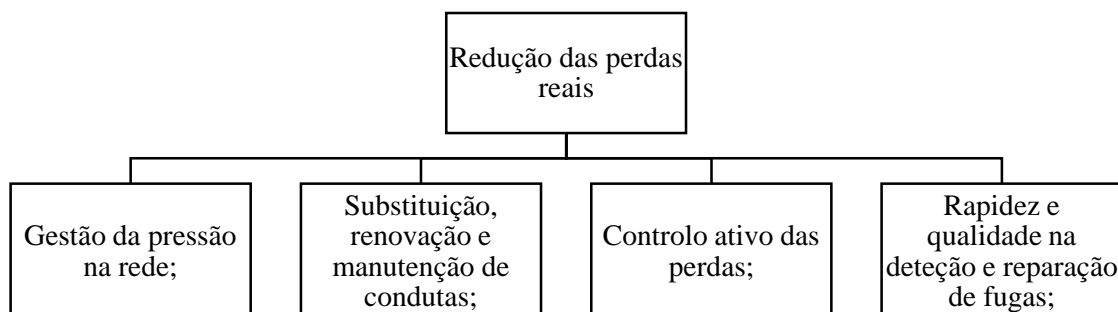 Redução das perdas
reais
Gestão da pressão
na rede;
Substituição,
renovação e
manutenção de
condutas;
Controlo ativo das
perdas;
Rapidez e
qualidade na
deteção e reparação
de fugas;